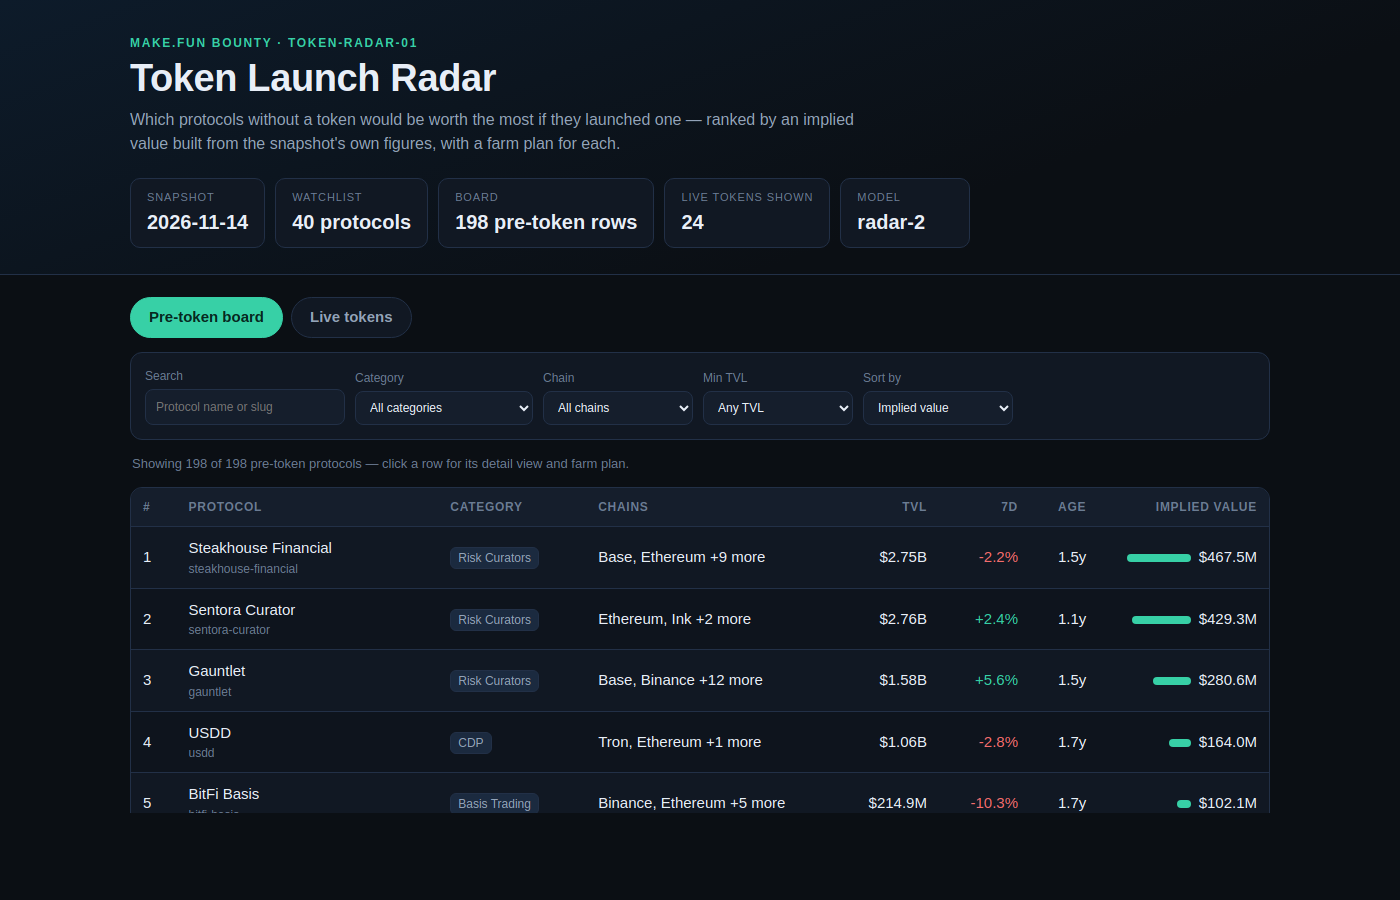 MAKE.FUN BOUNTY · TOKEN-RADAR-01
Token Launch Radar
Which protocols without a token would be worth the most if they launched one — ranked by an implied
value built from the snapshot's own figures, with a farm plan for each.
SNAPSHOT
2026-11-14
WATCHLIST
40 protocols
BOARD
198 pre-token rows
LIVE TOKENS SHOWN
24
MODEL
radar-2
Pre-token board
Live tokens
Search
Protocol name or slug
Category
All categories
Chain
All chains
Min TVL
Any TVL
Sort by
Implied value
Showing 198 of 198 pre-token protocols — click a row for its detail view and farm plan.
# PROTOCOL CATEGORY CHAINS TVL 7D AGE IMPLIED VALUE
1 Steakhouse Financial Risk Curators Base, Ethereum +9 more $2.75B -2.2% 1.5y $467.5M
steakhouse-financial
2 Sentora Curator Risk Curators Ethereum, Ink +2 more $2.76B +2.4% 1.1y $429.3M
sentora-curator
3 Gauntlet Risk Curators Base, Binance +12 more $1.58B +5.6% 1.5y $280.6M
gauntlet
4 USDD CDP Tron, Ethereum +1 more $1.06B -2.8% 1.7y $164.0M
usdd
5 BitFi Basis Basis Trading Binance, Ethereum +5 more $214.9M -10.3% 1.7y $102.1M